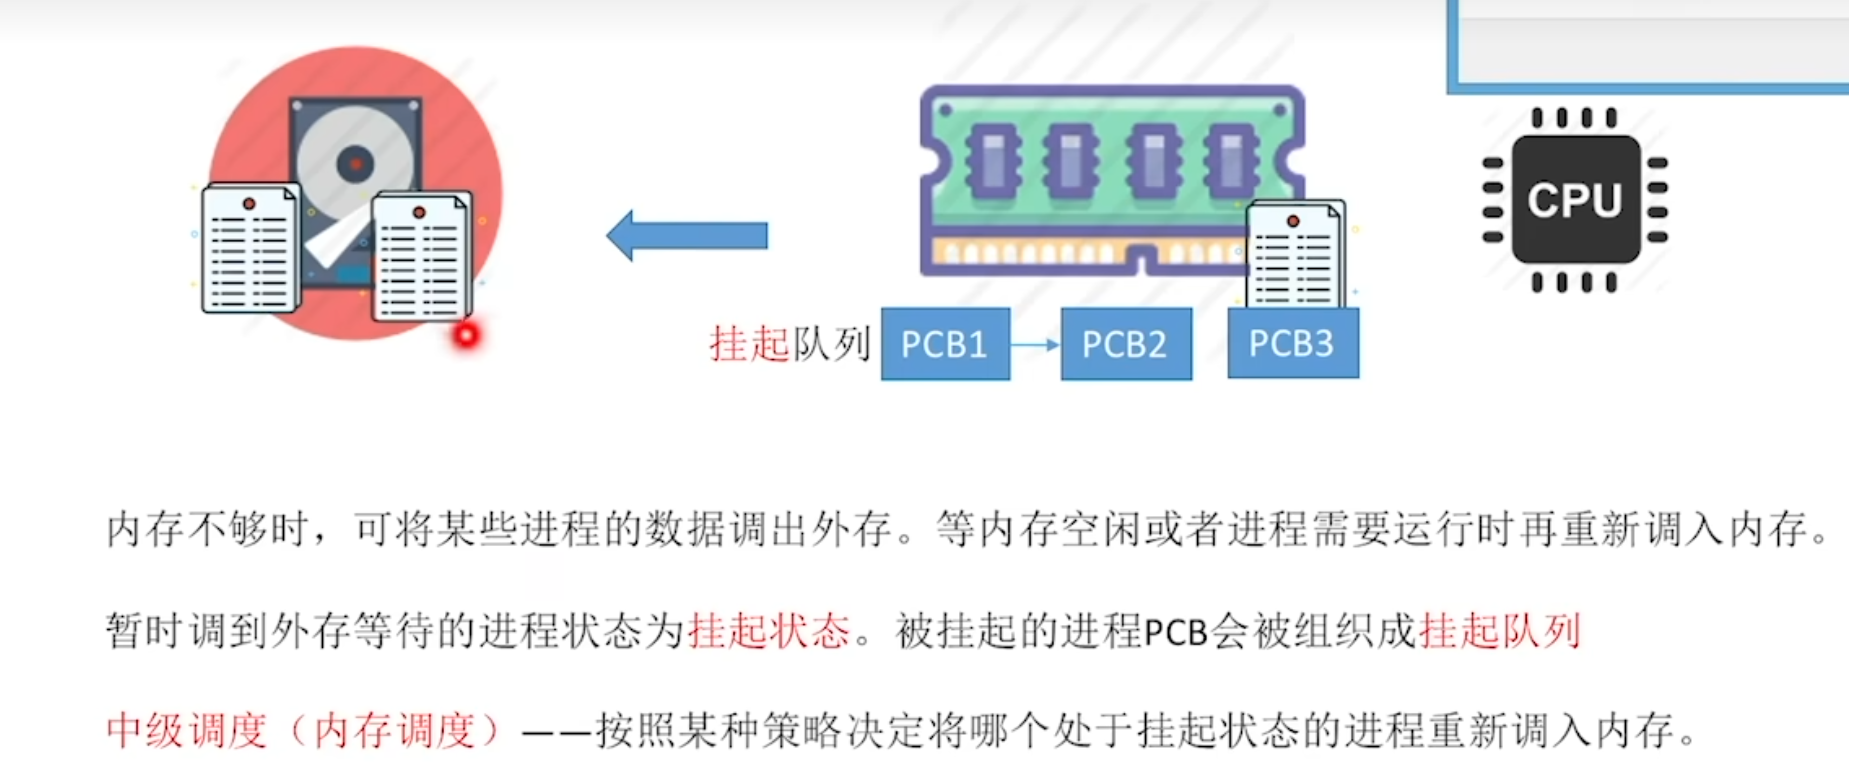 CPU
挂起队列 PCB1 PCB2 PCB3
内存不够时，可将某些进程的数据调出外存。等内存空闲或者进程需要运行时再重新调入内存。
暂时调到外存等待的进程状态为挂起状态。被挂起的进程PCB会被组织成挂起队列
中级调度（内存调度）——按照某种策略决定将哪个处于挂起状态的进程重新调入内存。